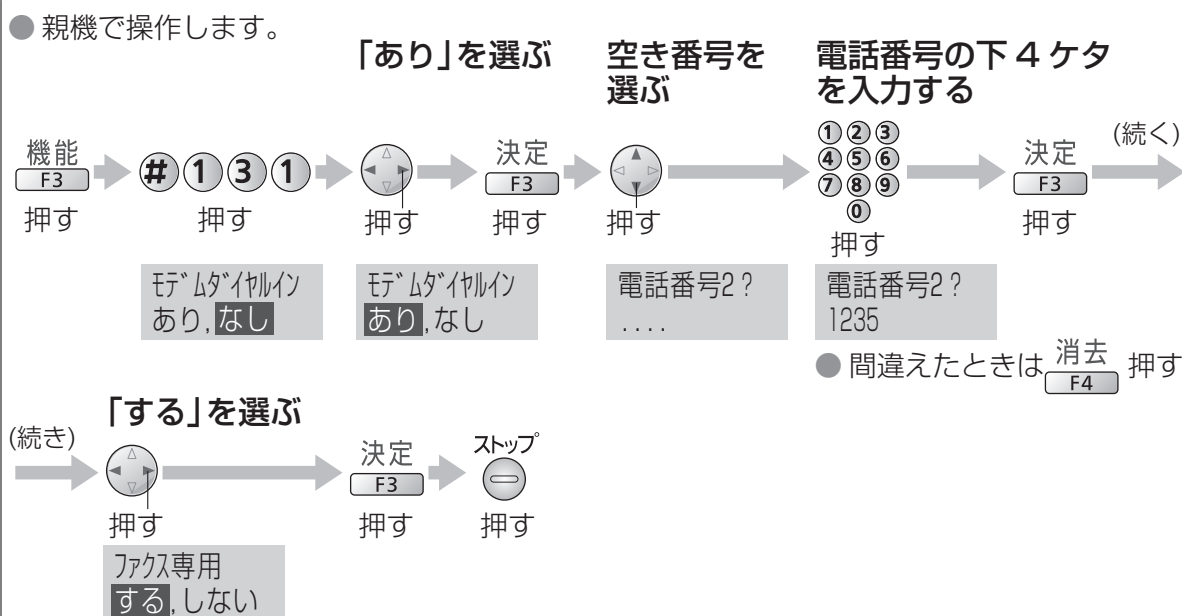 ● 親機で操作します。
「あり」を選ぶ
空き番号を
選ぶ
電話番号の下4ケタ
を入力する
機能
F3
押す
#131
押す
押す
決定
F3
押す
押す
123
456
789
0
押す
決定
F3
押す
(続く)
ﾓﾃﾞﾑﾀﾞｲﾔﾙｲﾝ
あり,なし
ﾓﾃﾞﾑﾀﾞｲﾔﾙｲﾝ
あり,なし
電話番号2?
....
電話番号2?
1235
● 間違えたときは 消去 F4 押す
(続き)
「する」を選ぶ
押す
決定
F3
押す
ストップ
押す
ﾌｧｸｽ専用
する,しない